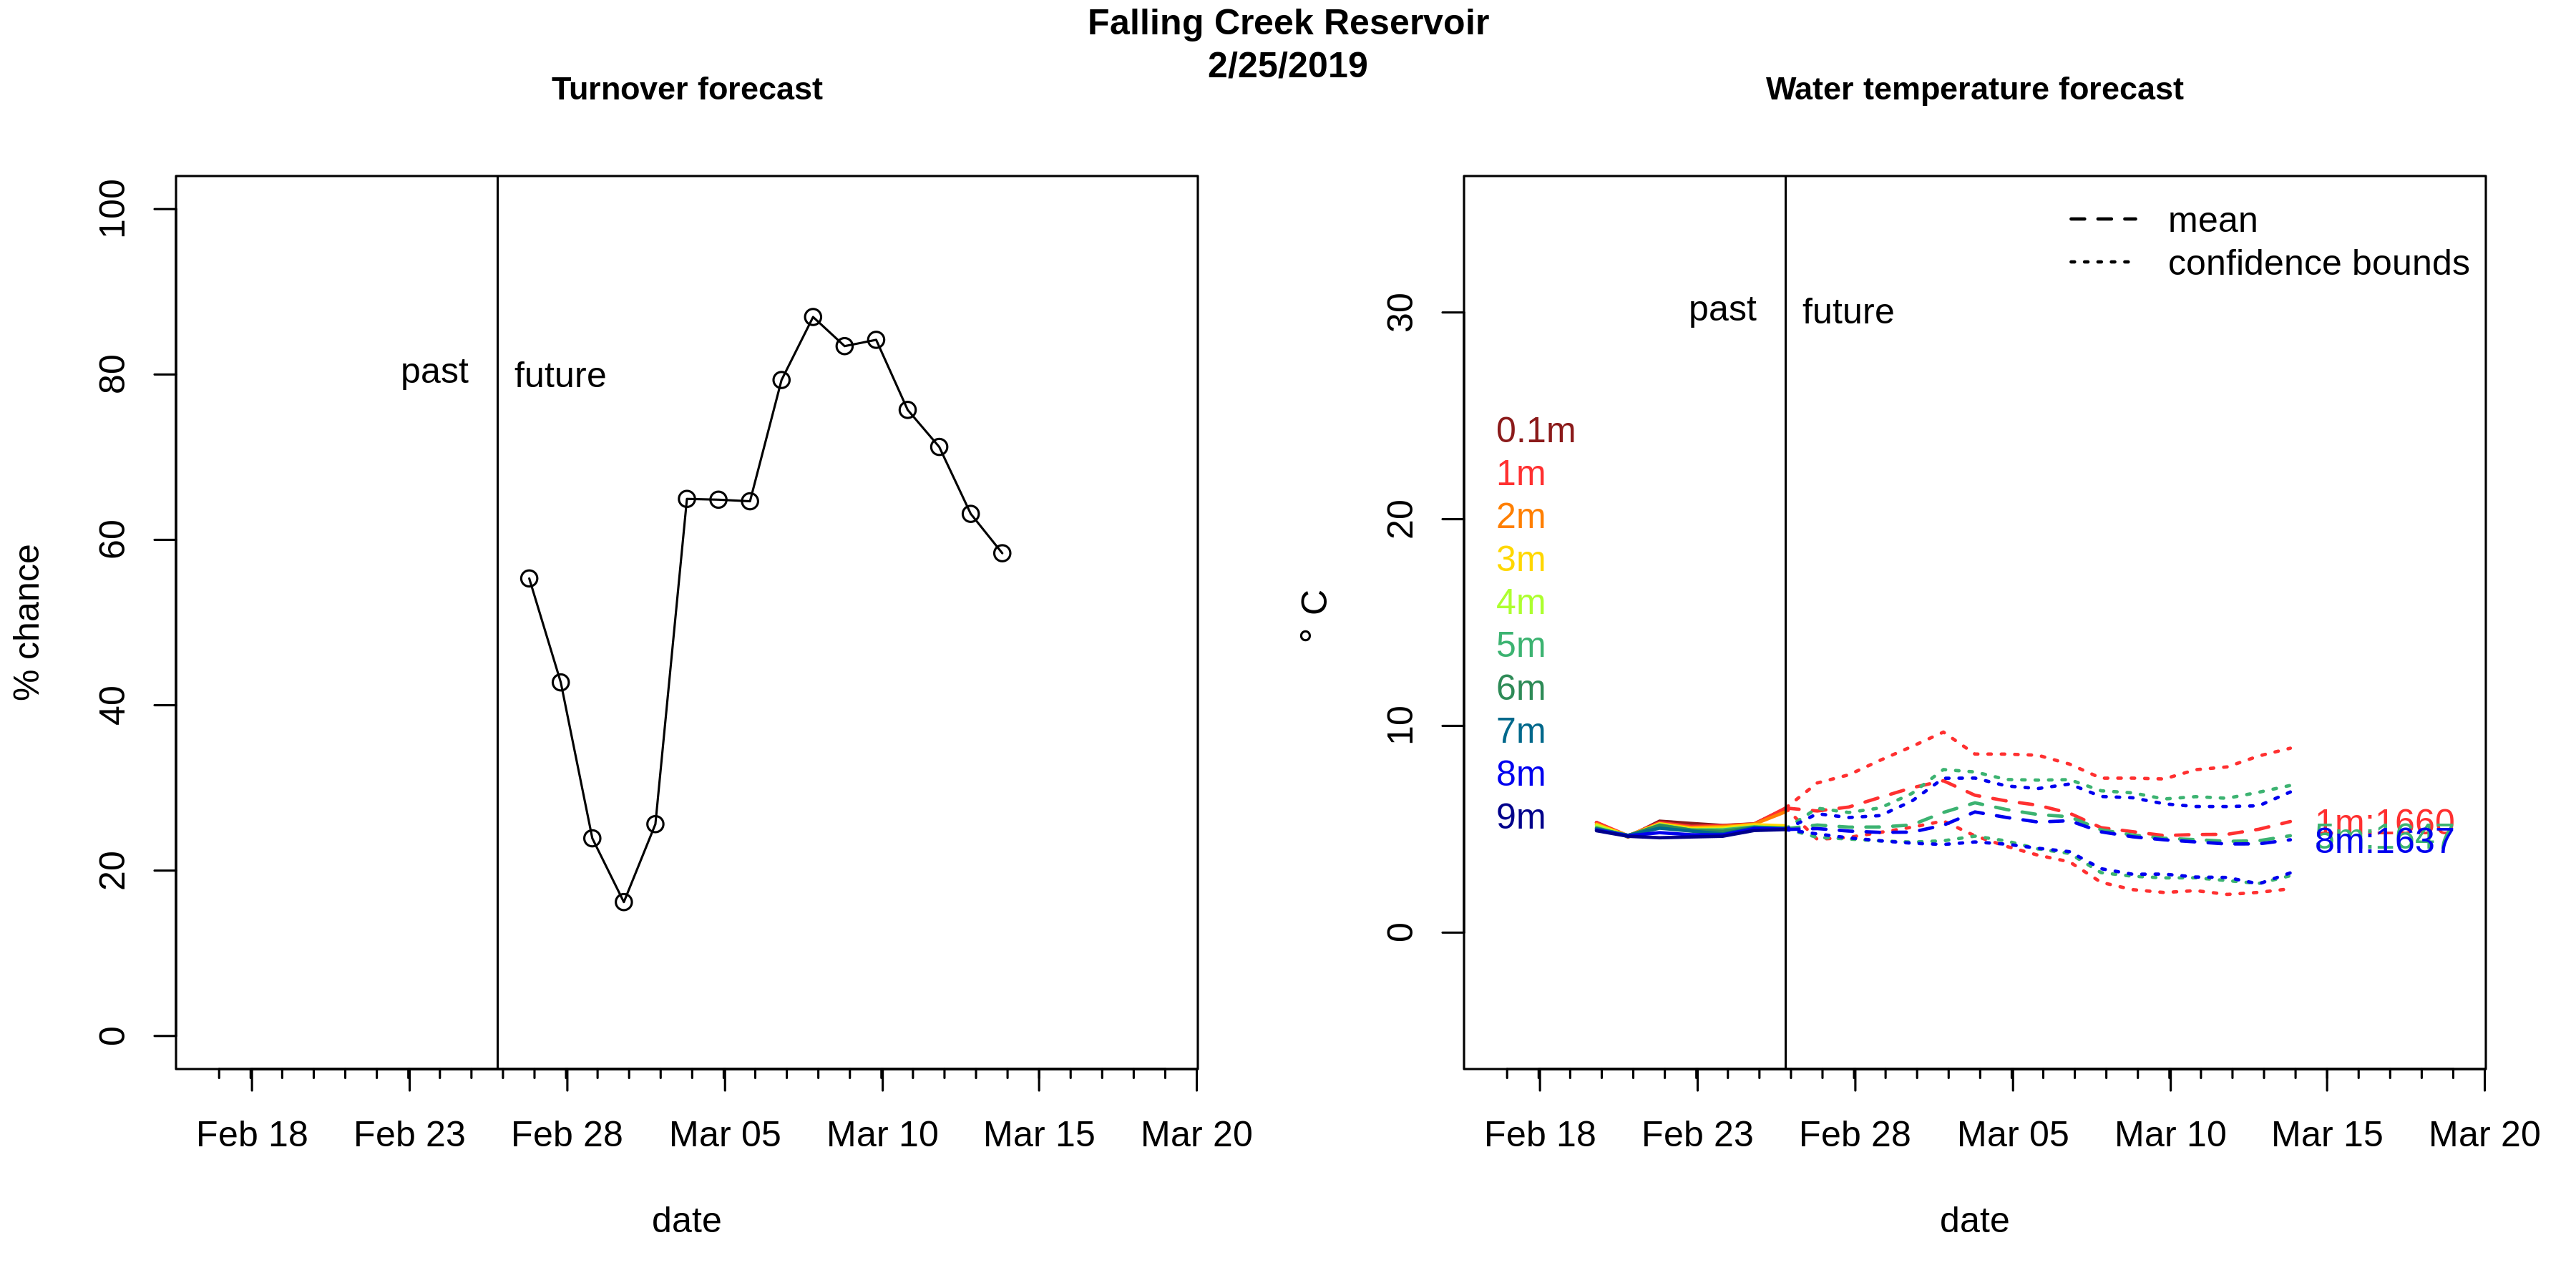 Falling Creek Reservoir
2/25/2019
Turnover forecast
% chance
0
20
40
60
80
100
past
future
Feb 18
Feb 23
Feb 28
Mar 05
Mar 10
Mar 15
Mar 20
date
Water temperature forecast
° C
0
10
20
30
mean
confidence bounds
past
future
0.1m
1m
2m
3m
4m
5m
6m
7m
8m
9m
1m:1660
8m:1637
Feb 18
Feb 23
Feb 28
Mar 05
Mar 10
Mar 15
Mar 20
date